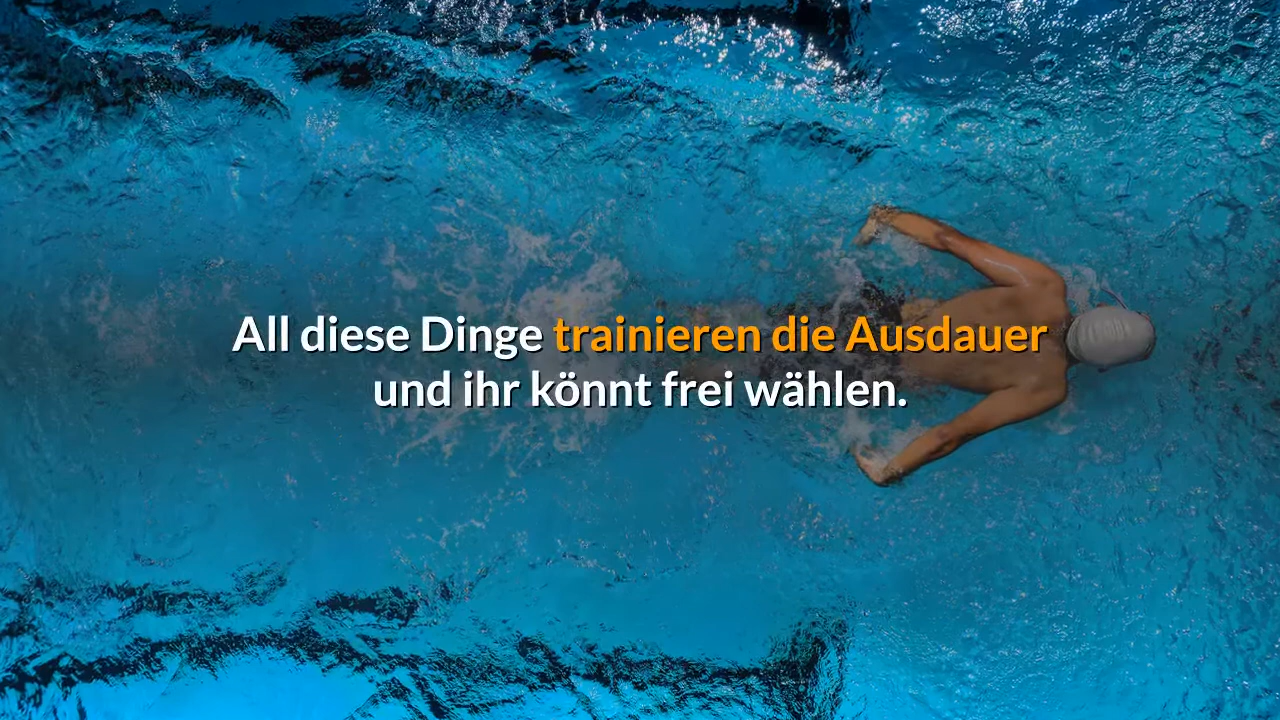 All diese Dinge trainieren die Ausdauer
und ihr könnt frei wählen.